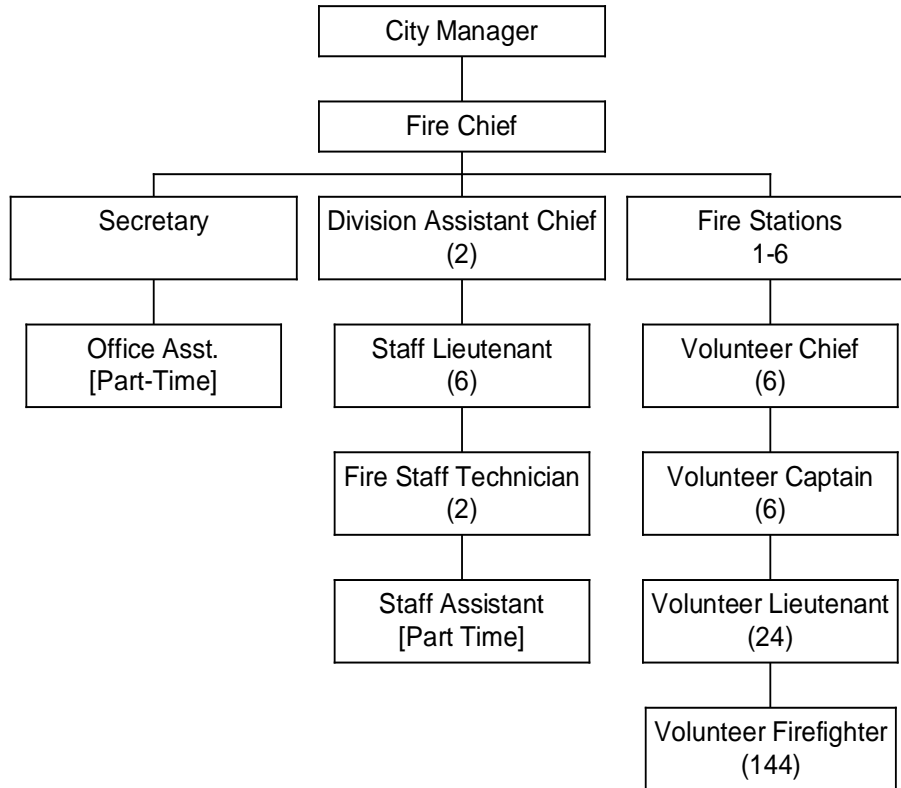 City Manager
Fire Chief
Secretary
Division Assistant Chief
(2)
Fire Stations
1-6
Office Asst.
[Part-Time]
Staff Lieutenant
(6)
Volunteer Chief
(6)
Fire Staff Technician
(2)
Volunteer Captain
(6)
Staff Assistant
[Part Time]
Volunteer Lieutenant
(24)
Volunteer Firefighter
(144)